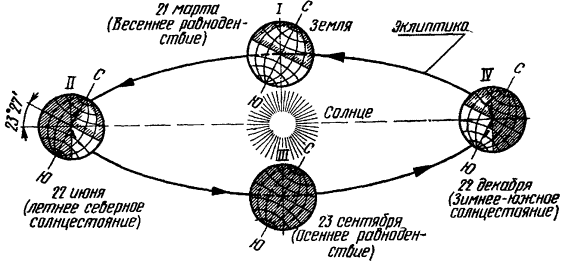 21 марта
(Весеннее равноден-
ствие)
I
С
Земля
Эклиптика
Ю
II
С
23°27'
Ю
22 июня
(летнее северное
солнцестояние)
Солнце
III
С
Ю
23 сентября
(Осеннее равноден-
ствие)
IV
С
Ю
22 декабря
(Зимнее-южное
солнцестояние)